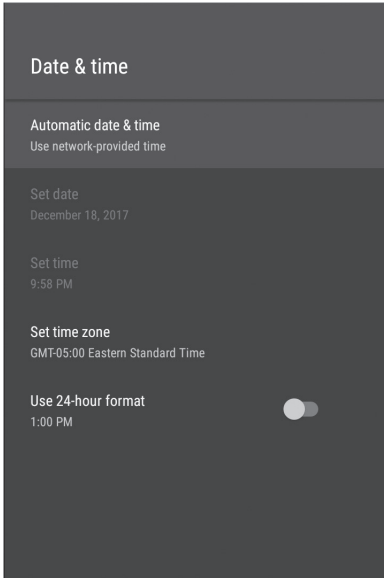 Date & time
Automatic date & time
Use network-provided time
Set date
December 18, 2017
Set time
9:58 PM
Set time zone
GMT-05:00 Eastern Standard Time
Use 24-hour format
1:00 PM